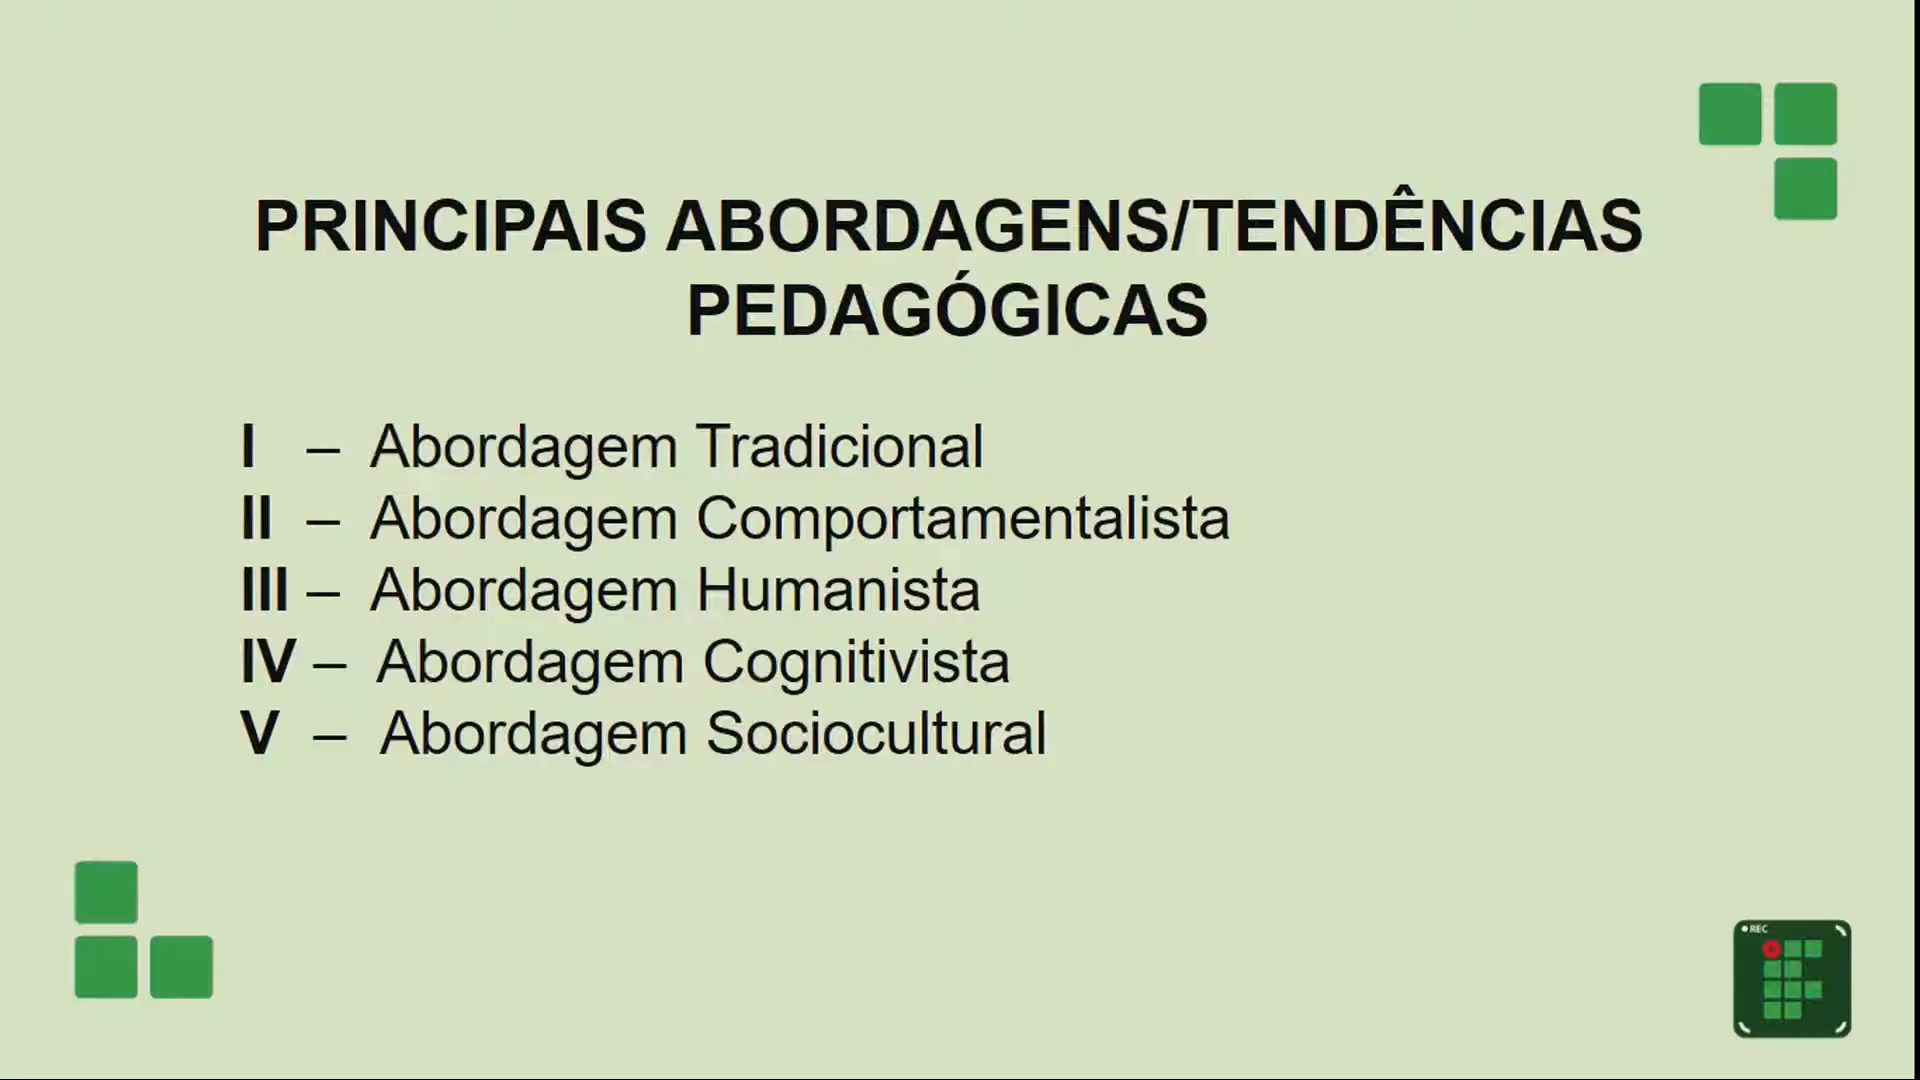 PRINCIPAIS ABORDAGENS/TENDÊNCIAS
PEDAGÓGICAS
I – Abordagem Tradicional
II – Abordagem Comportamentalista
III – Abordagem Humanista
IV – Abordagem Cognitivista
V – Abordagem Sociocultural
REC